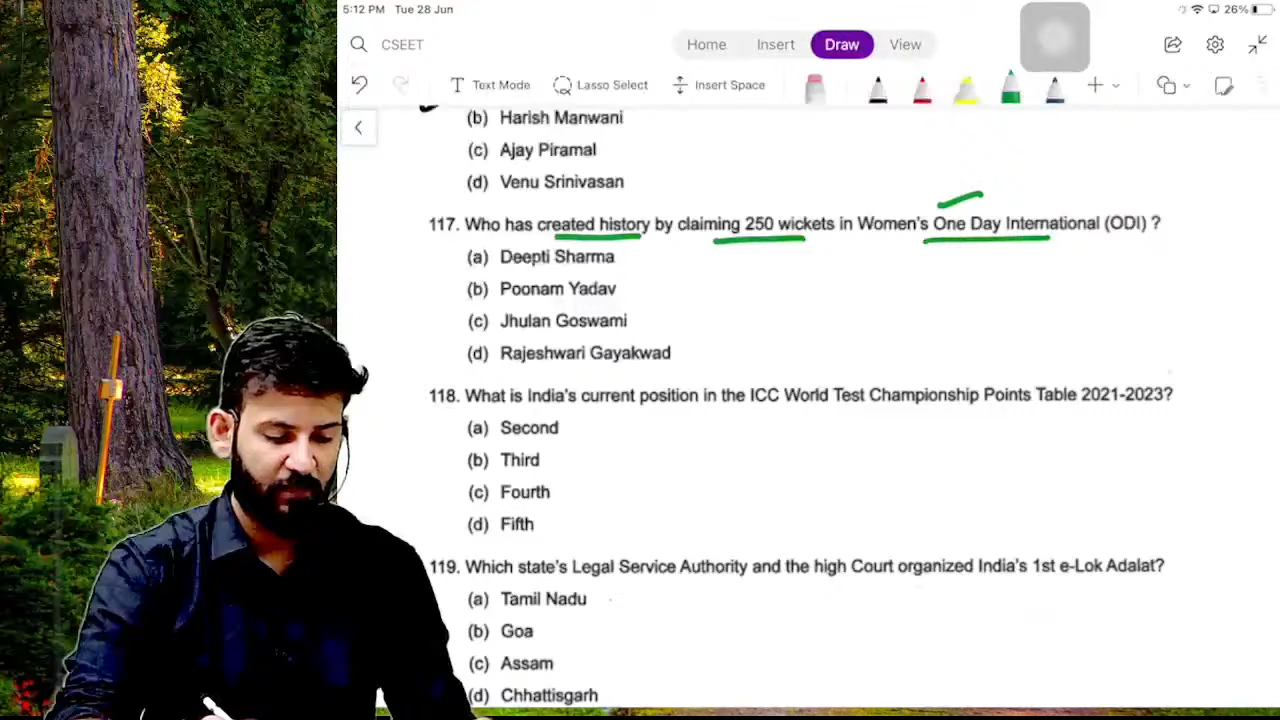 5:12 PM Tue 28 Jun
26%
CSEET
Home Insert Draw View
Text Mode Lasso Select Insert Space
(b) Harish Manwani
(c) Ajay Piramal
(d) Venu Srinivasan
117. Who has created history by claiming 250 wickets in Women's One Day International (ODI) ?
(a) Deepti Sharma
(b) Poonam Yadav
(c) Jhulan Goswami
(d) Rajeshwari Gayakwad
118. What is India's current position in the ICC World Test Championship Points Table 2021-2023?
(a) Second
(b) Third
(c) Fourth
(d) Fifth
119. Which state's Legal Service Authority and the high Court organized India's 1st e-Lok Adalat?
(a) Tamil Nadu
(b) Goa
(c) Assam
(d) Chhattisgarh